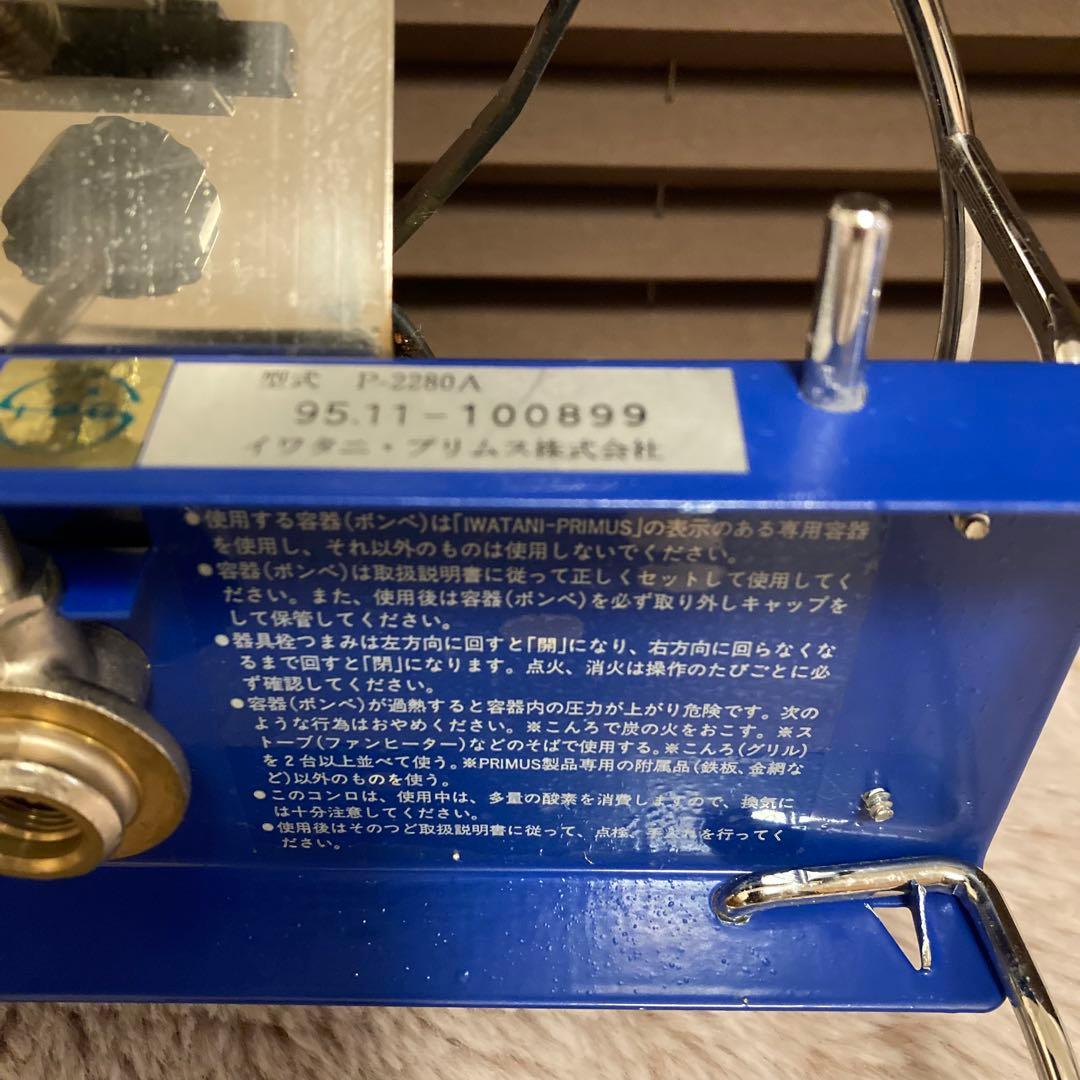 型式 P-2280A
95.11-100899
イワタニ・プリムス株式会社
●使用する容器(ボンベ)は「IWATANI-PRIMUS」の表示のある専用容器
を使用し、それ以外のものは使用しないでください。
●容器(ボンベ)は取扱説明書に従って正しくセットして使用してく
ださい。また、使用後は容器(ボンベ)を必ず取り外しキャップを
して保管してください。
●器具栓つまみは左方向に回すと「開」になり、右方向に回らなくな
るまで回すと「閉」になります。点火、消火は操作のたびごとに必
ず確認してください。
●容器(ボンベ)が過熱すると容器内の圧力が上がり危険です。次の
ような行為はおやめください。※こんろで炭の火をおこす。※ス
トーブ(ファンヒーター)などのそばで使用する。※こんろ(グリル)
を2台以上並べて使う。※PRIMUS製品専用の附属品(鉄板、金網な
ど)以外のものを使う。
●このコンロは、使用中は、多量の酸素を消費しますので、換気に
は十分注意してください。
●使用後はそのつど取扱説明書に従って、点検、手入れを行ってく
ださい。